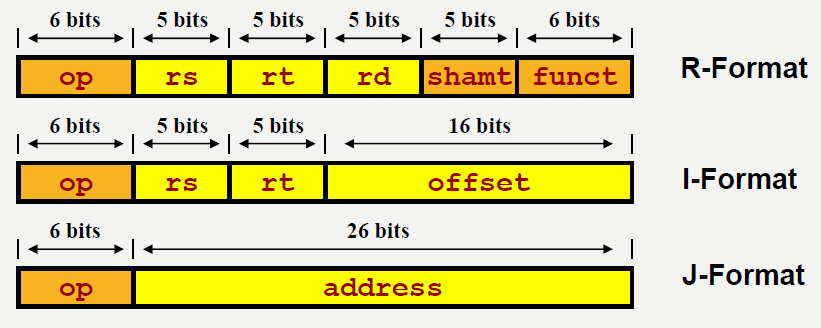 6 bits 5 bits 5 bits 5 bits 5 bits 6 bits
op rs rt rd shamt funct R-Format
6 bits 5 bits 5 bits 16 bits
op rs rt offset I-Format
6 bits 26 bits
op address J-Format